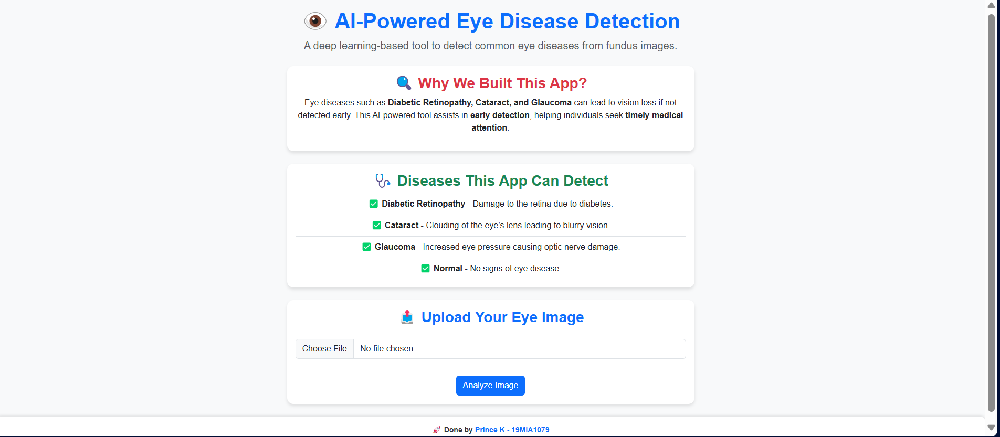 AI-Powered Eye Disease Detection
A deep learning-based tool to detect common eye diseases from fundus images.
Why We Built This App?
Eye diseases such as Diabetic Retinopathy, Cataract, and Glaucoma can lead to vision loss if not
detected early. This AI-powered tool assists in early detection, helping individuals seek timely medical
attention.
Diseases This App Can Detect
Diabetic Retinopathy - Damage to the retina due to diabetes.
Cataract - Clouding of the eye’s lens leading to blurry vision.
Glaucoma - Increased eye pressure causing optic nerve damage.
Normal - No signs of eye disease.
Upload Your Eye Image
Choose File No file chosen
Analyze Image
Done by Prince K - 19MIA1079